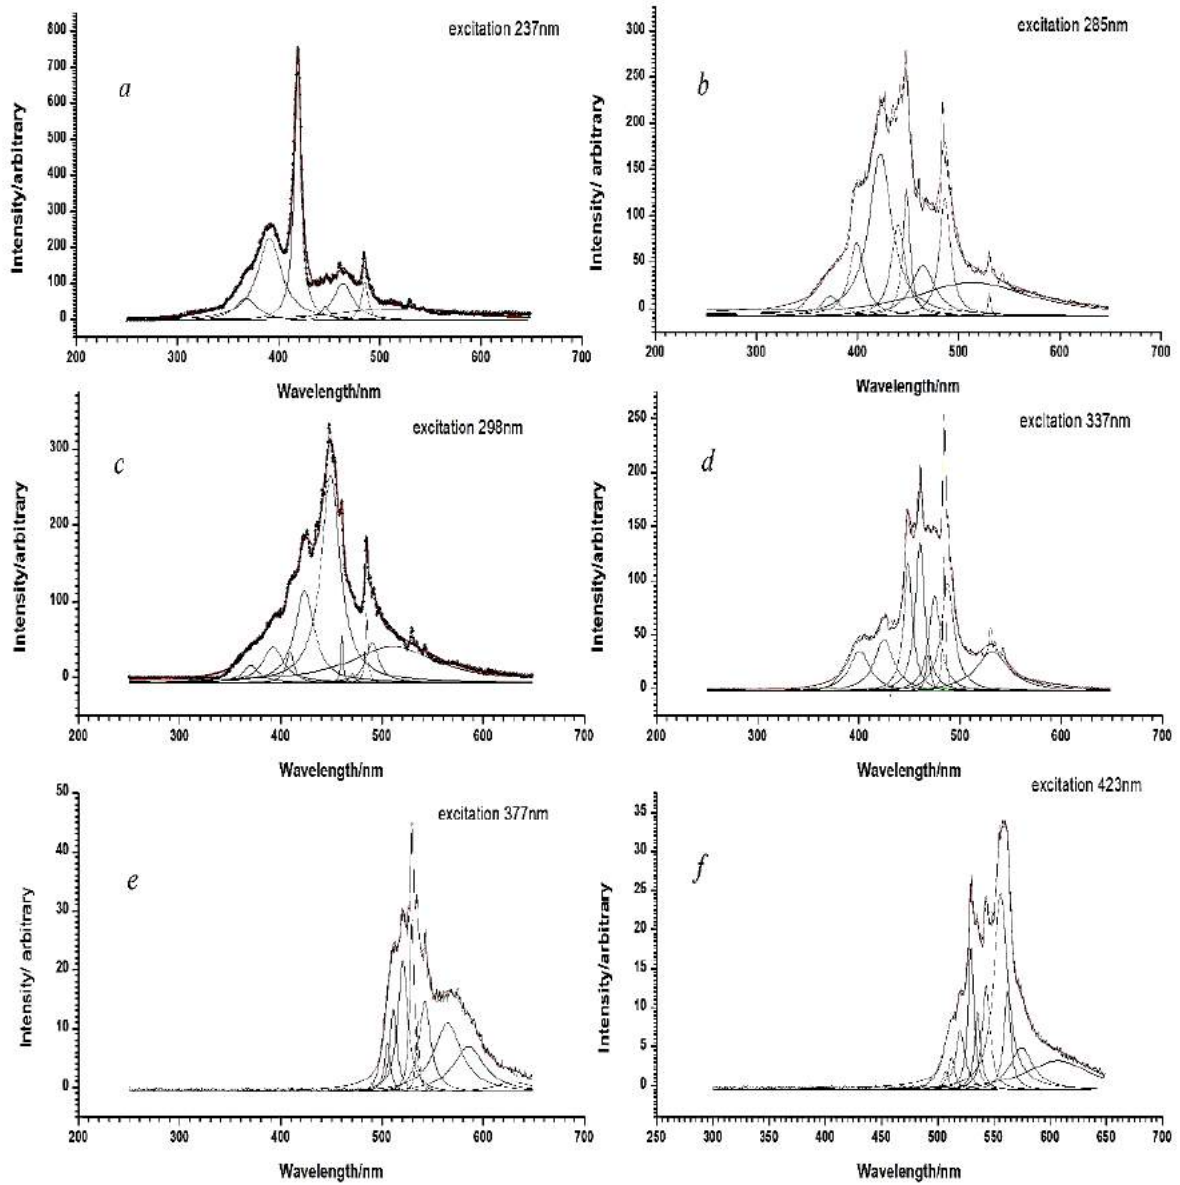 excitation 237nm
a
Intensity/arbitrary
800
700
600
500
400
300
200
100
0
200 300 400 500 600 700
Wavelength/nm
excitation 285nm
b
Intensity/ arbitrary
300
250
200
150
100
50
0
200 300 400 500 600 700
Wavelength/nm
excitation 298nm
c
Intensity/arbitrary
300
200
100
0
200 300 400 500 600 700
Wavelength/nm
excitation 337nm
d
Intensity/arbitrary
250
200
150
100
50
0
200 300 400 500 600 700
Wavelength/nm
excitation 377nm
e
Intensity/ arbitrary
50
40
30
20
10
0
200 300 400 500 600 700
Wavelength/nm
excitation 423nm
f
Intensity/arbitrary
35
30
25
20
15
10
5
0
250 300 350 400 450 500 550 600 650 700
Wavelength/nm